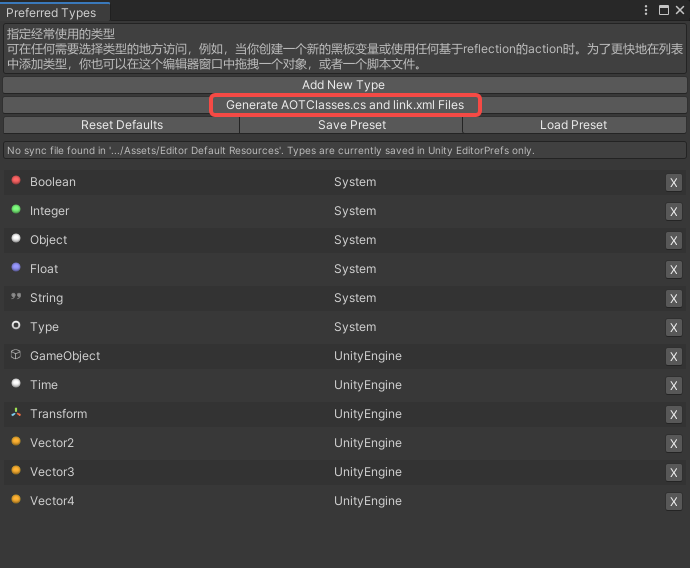 Preferred Types
指定经常使用的类型
可在任何需要选择类型的地方访问，例如，当你创建一个新的黑板变量或使用任何基于reflection的action时。为了更快地在列表
中添加类型，你也可以在这个编辑器窗口中拖拽一个对象，或者一个脚本文件。
Add New Type
Generate AOTClasses.cs and link.xml Files
Reset Defaults Save Preset Load Preset
No sync file found in '.../Assets/Editor Default Resources'. Types are currently saved in Unity EditorPrefs only.
Boolean System X
Integer System X
Object System X
Float System X
String System X
Type System X
GameObject UnityEngine X
Time UnityEngine X
Transform UnityEngine X
Vector2 UnityEngine X
Vector3 UnityEngine X
Vector4 UnityEngine X